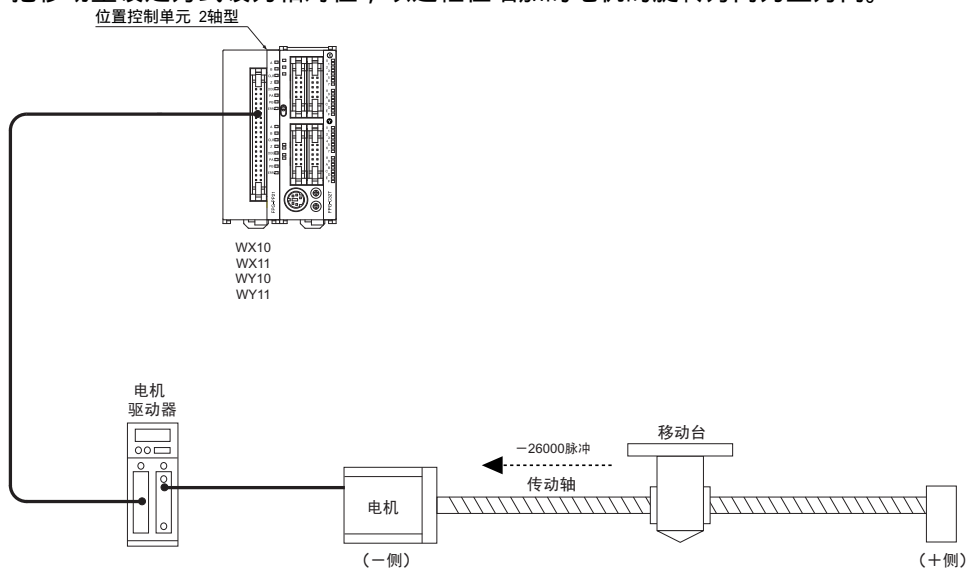 位置控制单元 2轴型
WX10
WX11
WY10
WY11
电机
驱动器
移动台
－26000脉冲
传动轴
电机
（－侧）
（＋侧）